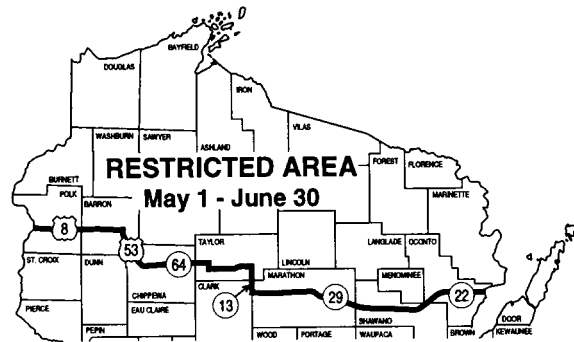 BAYFIELD
DOUGLAS
IRON
VILAS
WASHBURN
SAWYER
ASHLAND
FOREST
FLORENCE
RESTRICTED AREA
May 1 - June 30
BURNETT
POLK
BARRON
MARINETTE
8
53
64
TAYLOR
LINCOLN
LANGLADE
OCONTO
ST. CROIX
DUNN
CLARK
MARATHON
MENOMINEE
CHIPPEWA
13
29
22
PIERCE
EAU CLAIRE
SHAWANO
DOOR
PEPIN
WOOD
PORTAGE
WAUPACA
BROWN
KEWAUNEE